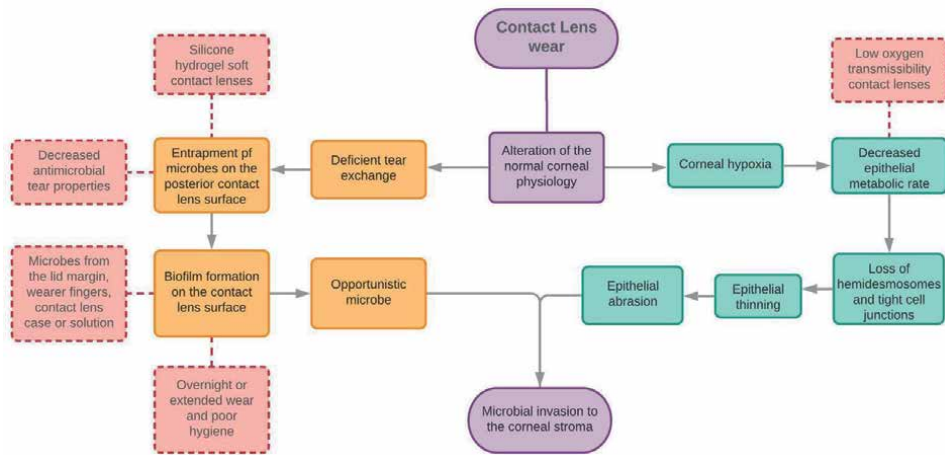 Contact Lens
wear
Silicone
hydrogel soft
contact lenses
Low oxygen
transmissibility
contact lenses
Decreased
antimicrobial
tear properties
Entrapment pf
microbes on the
posterior contact
lens surface
Deficient tear
exchange
Alteration of the
normal corneal
physiology
Corneal hypoxia
Decreased
epithelial
metabolic rate
Microbes from
the lid margin,
wearer fingers,
contact lens
case or solution
Biofilm formation
on the contact
lens surface
Opportunistic
microbe
Epithelial
abrasion
Epithelial
thinning
Loss of
hemidesmosomes
and tight cell
junctions
Overnight or
extended wear
and poor
hygiene
Microbial invasion to
the corneal stroma